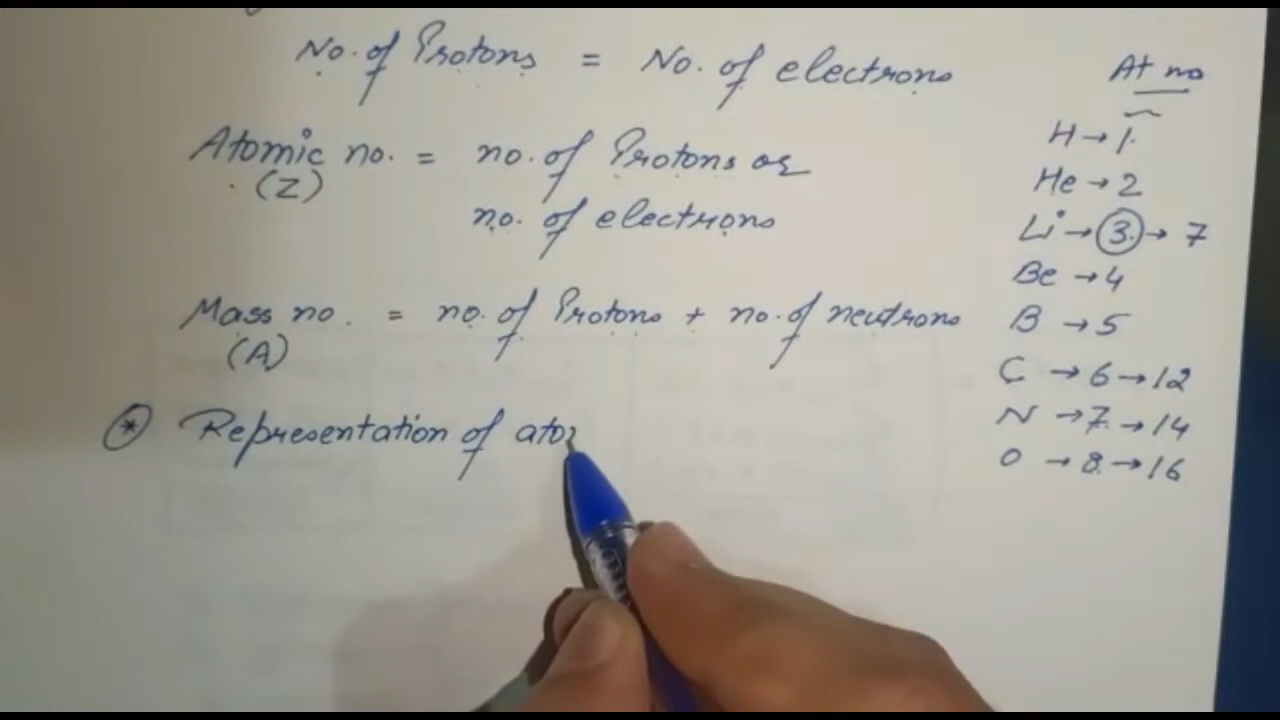 No. of Protons = No. of electrons
Atomic no. = no. of Protons or
(Z)
no. of electrons
Mass no. = no. of Protons + no. of neutrons
(A)
* Representation of ato
At no
H → 1.
He → 2
Li → 3. → 7
Be → 4
B → 5
C → 6 → 12
N → 7. → 14
O → 8. → 16